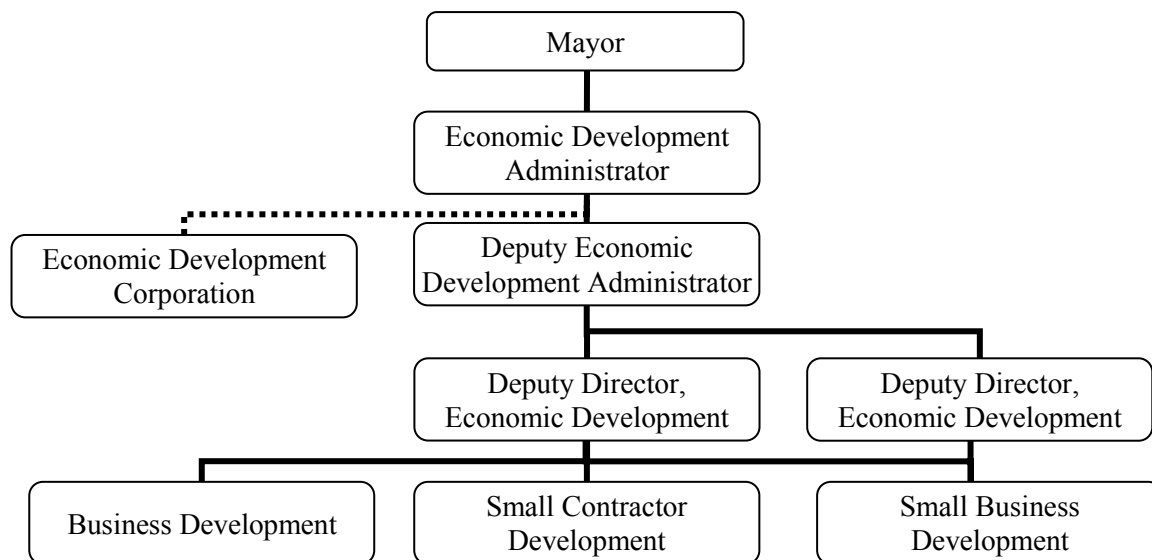 Mayor
Economic Development
Administrator
Economic Development
Corporation
Deputy Economic
Development Administrator
Deputy Director,
Economic Development
Deputy Director,
Economic Development
Business Development
Small Contractor
Development
Small Business
Development